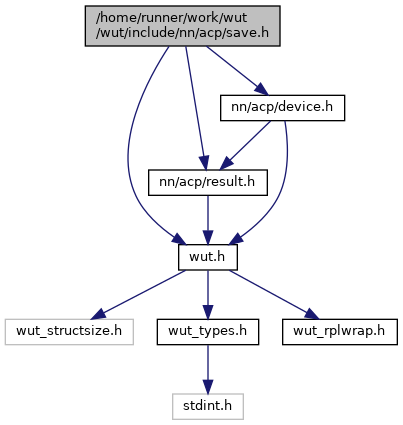 /home/runner/work/wut
/wut/include/nn/acp/save.h
nn/acp/device.h
nn/acp/result.h
wut.h
wut_structsize.h
wut_types.h
wut_rplwrap.h
stdint.h